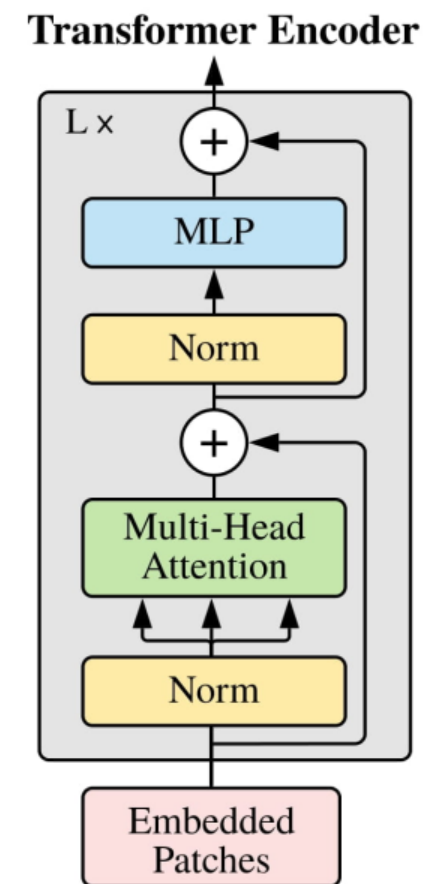 Transformer Encoder
L ×
+
MLP
Norm
+
Multi-Head
Attention
Norm
Embedded
Patches